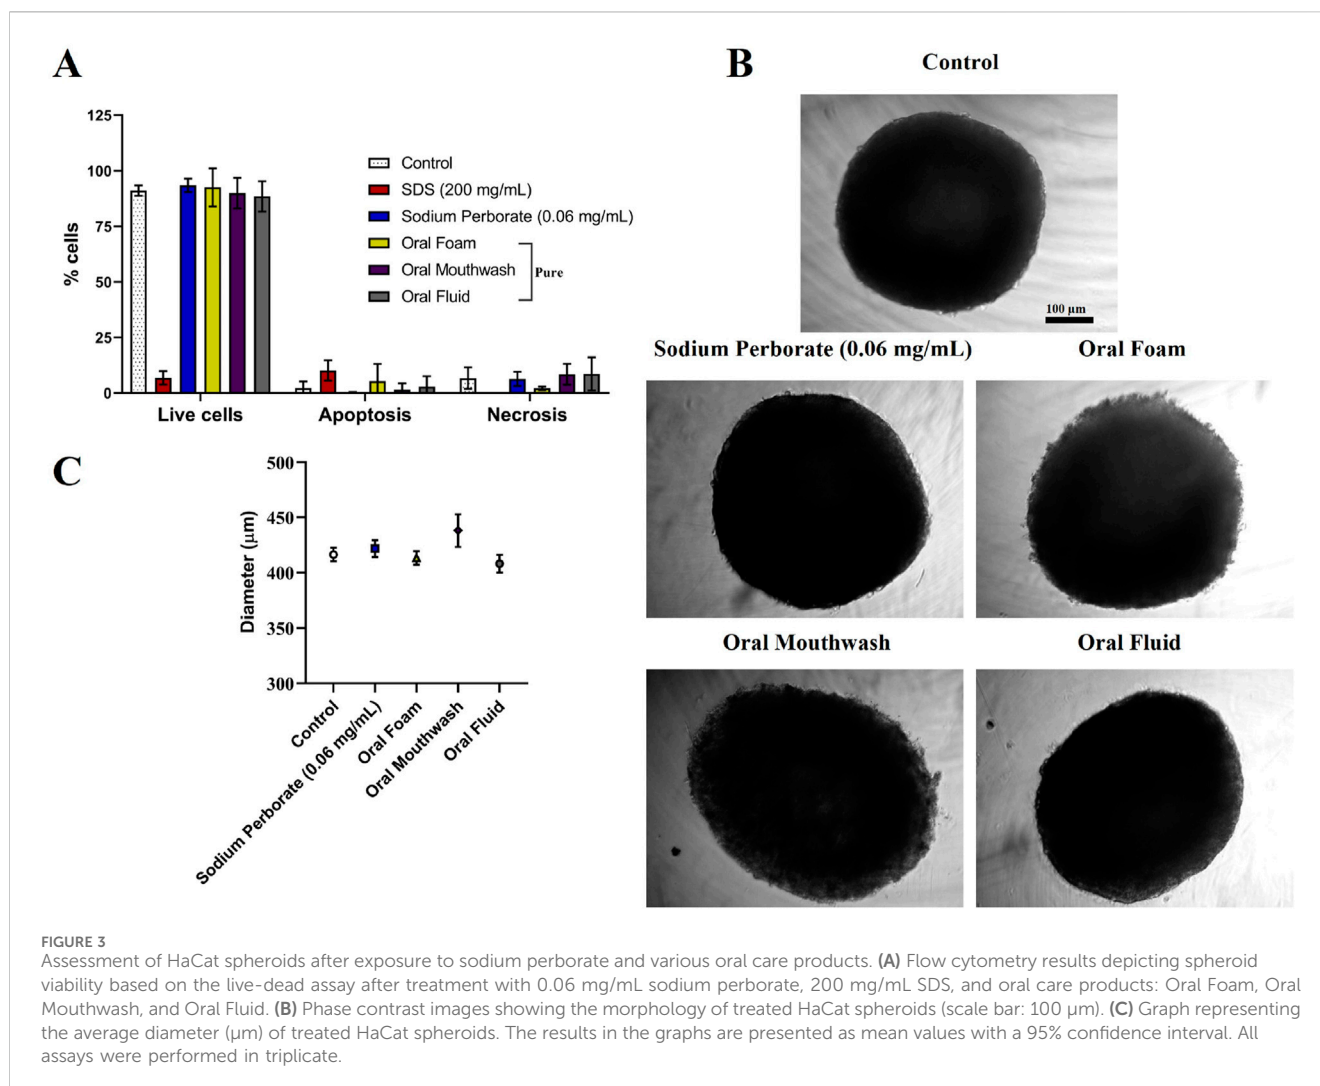 A
125
100
75
50
25
0
% cells
Control
SDS (200 mg/mL)
Sodium Perborate (0.06 mg/mL)
Oral Foam
Oral Mouthwash
Oral Fluid
Pure
Live cells
Apoptosis
Necrosis
B
Control
100 µm
Sodium Perborate (0.06 mg/mL)
Oral Foam
Oral Mouthwash
Oral Fluid
C
500
450
400
350
300
Diameter (µm)
Control
Sodium Perborate (0.06 mg/mL)
Oral Foam
Oral Mouthwash
Oral Fluid
FIGURE 3
Assessment of HaCat spheroids after exposure to sodium perborate and various oral care products. (A) Flow cytometry results depicting spheroid
viability based on the live-dead assay after treatment with 0.06 mg/mL sodium perborate, 200 mg/mL SDS, and oral care products: Oral Foam, Oral
Mouthwash, and Oral Fluid. (B) Phase contrast images showing the morphology of treated HaCat spheroids (scale bar: 100 µm). (C) Graph representing
the average diameter (µm) of treated HaCat spheroids. The results in the graphs are presented as mean values with a 95% confidence interval. All
assays were performed in triplicate.